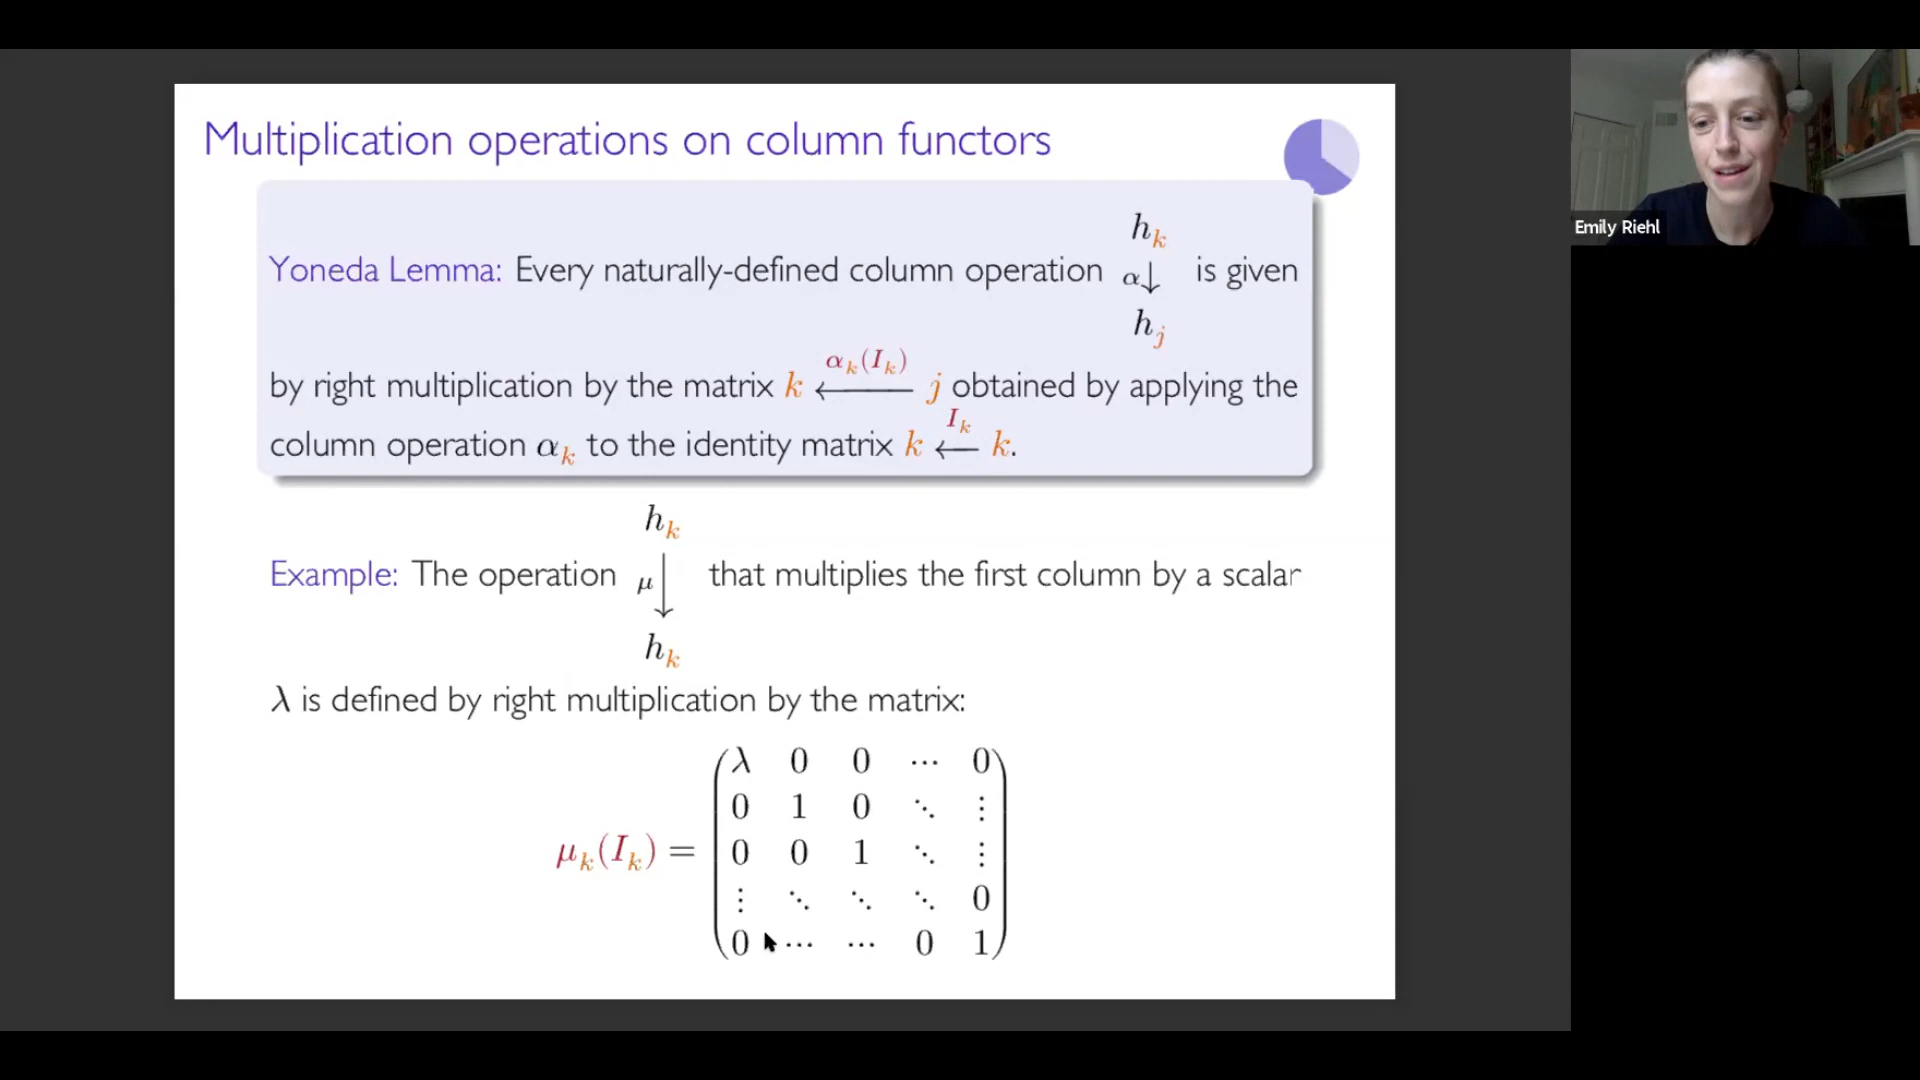 Multiplication operations on column functors
h_k
Yoneda Lemma: Every naturally-defined column operation α↓ is given
h_j
by right multiplication by the matrix k ←α_k(I_k)— j obtained by applying the
column operation α_k to the identity matrix k ←I_k— k.
h_k
Example: The operation μ↓ that multiplies the first column by a scalar
h_k
λ is defined by right multiplication by the matrix:
λ 0 0 ⋯ 0
0 1 0 ⋱ ⋮
μ_k(I_k) = 0 0 1 ⋱ ⋮
⋮ ⋱ ⋱ ⋱ 0
0 ⋯ ⋯ 0 1
Emily Riehl